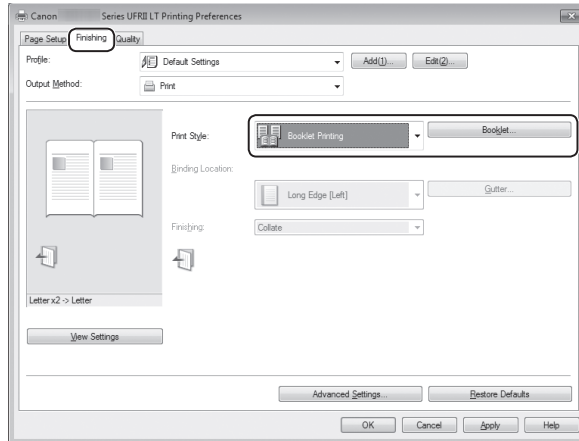 Canon Series UFRII LT Printing Preferences
Page Setup Finishing Quality
Profile: Default Settings Add(1)... Edit(2)...
Output Method: Print
Print Style: Booklet Printing Booklet...
Binding Location:
Long Edge [Left] Gutter...
Finishing: Collate
Letter x2 -> Letter
View Settings
Advanced Settings... Restore Defaults
OK Cancel Apply Help